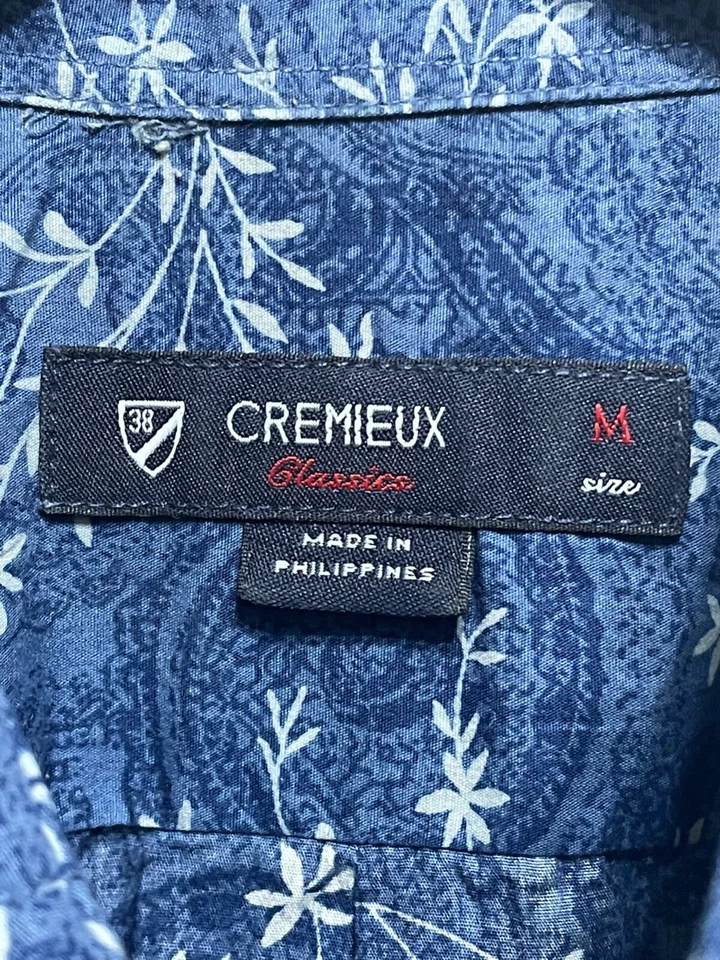 38
CREMIEUX
M
Classics
size
MADE IN
PHILIPPINES